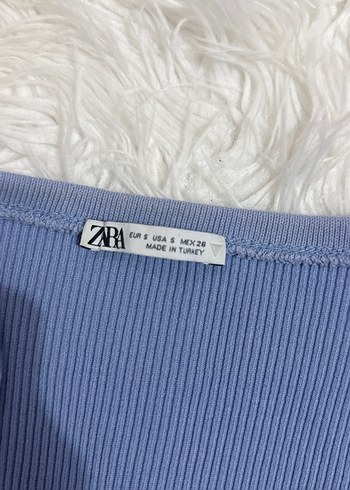 ZARA
EUR S USA S MEX 26
MADE IN TURKEY